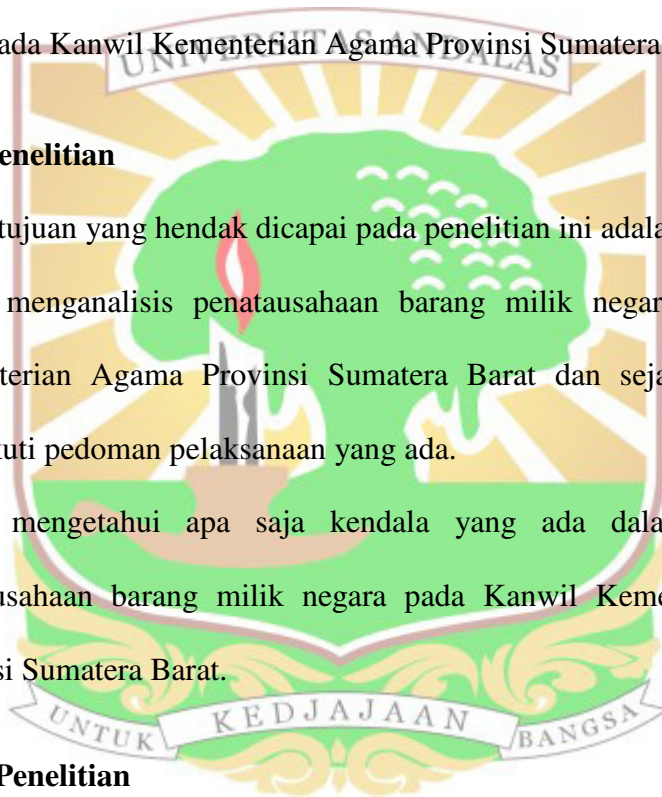 ada Kanwil Kementerian Agama Provinsi Sumatera
UNIVERSITAS ANDALAS
enelitian
tujuan yang hendak dicapai pada penelitian ini adala
menganalisis penatausahaan barang milik negar
terian Agama Provinsi Sumatera Barat dan seja
uti pedoman pelaksanaan yang ada.
mengetahui apa saja kendala yang ada dala
usahaan barang milik negara pada Kanwil Keme
si Sumatera Barat.
UNTUK KEDJAJAAN BANGSA
Penelitian